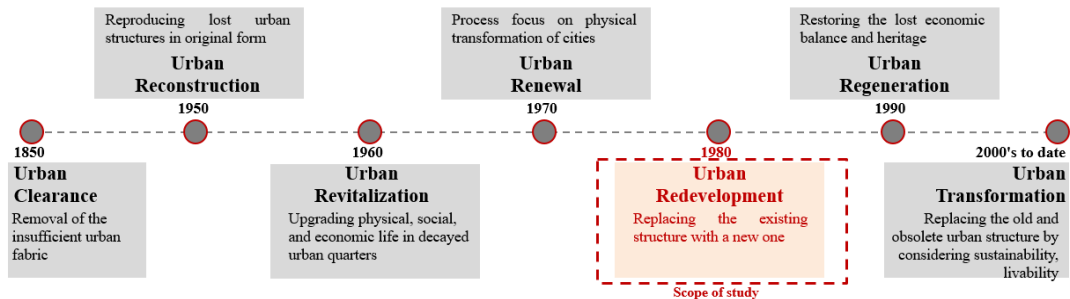 Reproducing lost urban
structures in original form
Urban
Reconstruction
1950
Process focus on physical
transformation of cities
Urban
Renewal
1970
Restoring the lost economic
balance and heritage
Urban
Regeneration
1990
1850
Urban
Clearance
Removal of the
insufficient urban
fabric
1960
Urban
Revitalization
Upgrading physical, social,
and economic life in decayed
urban quarters
1980
Urban
Redevelopment
Replacing the existing
structure with a new one
Scope of study
2000's to date
Urban
Transformation
Replacing the old and
obsolete urban structure by
considering sustainability,
livability